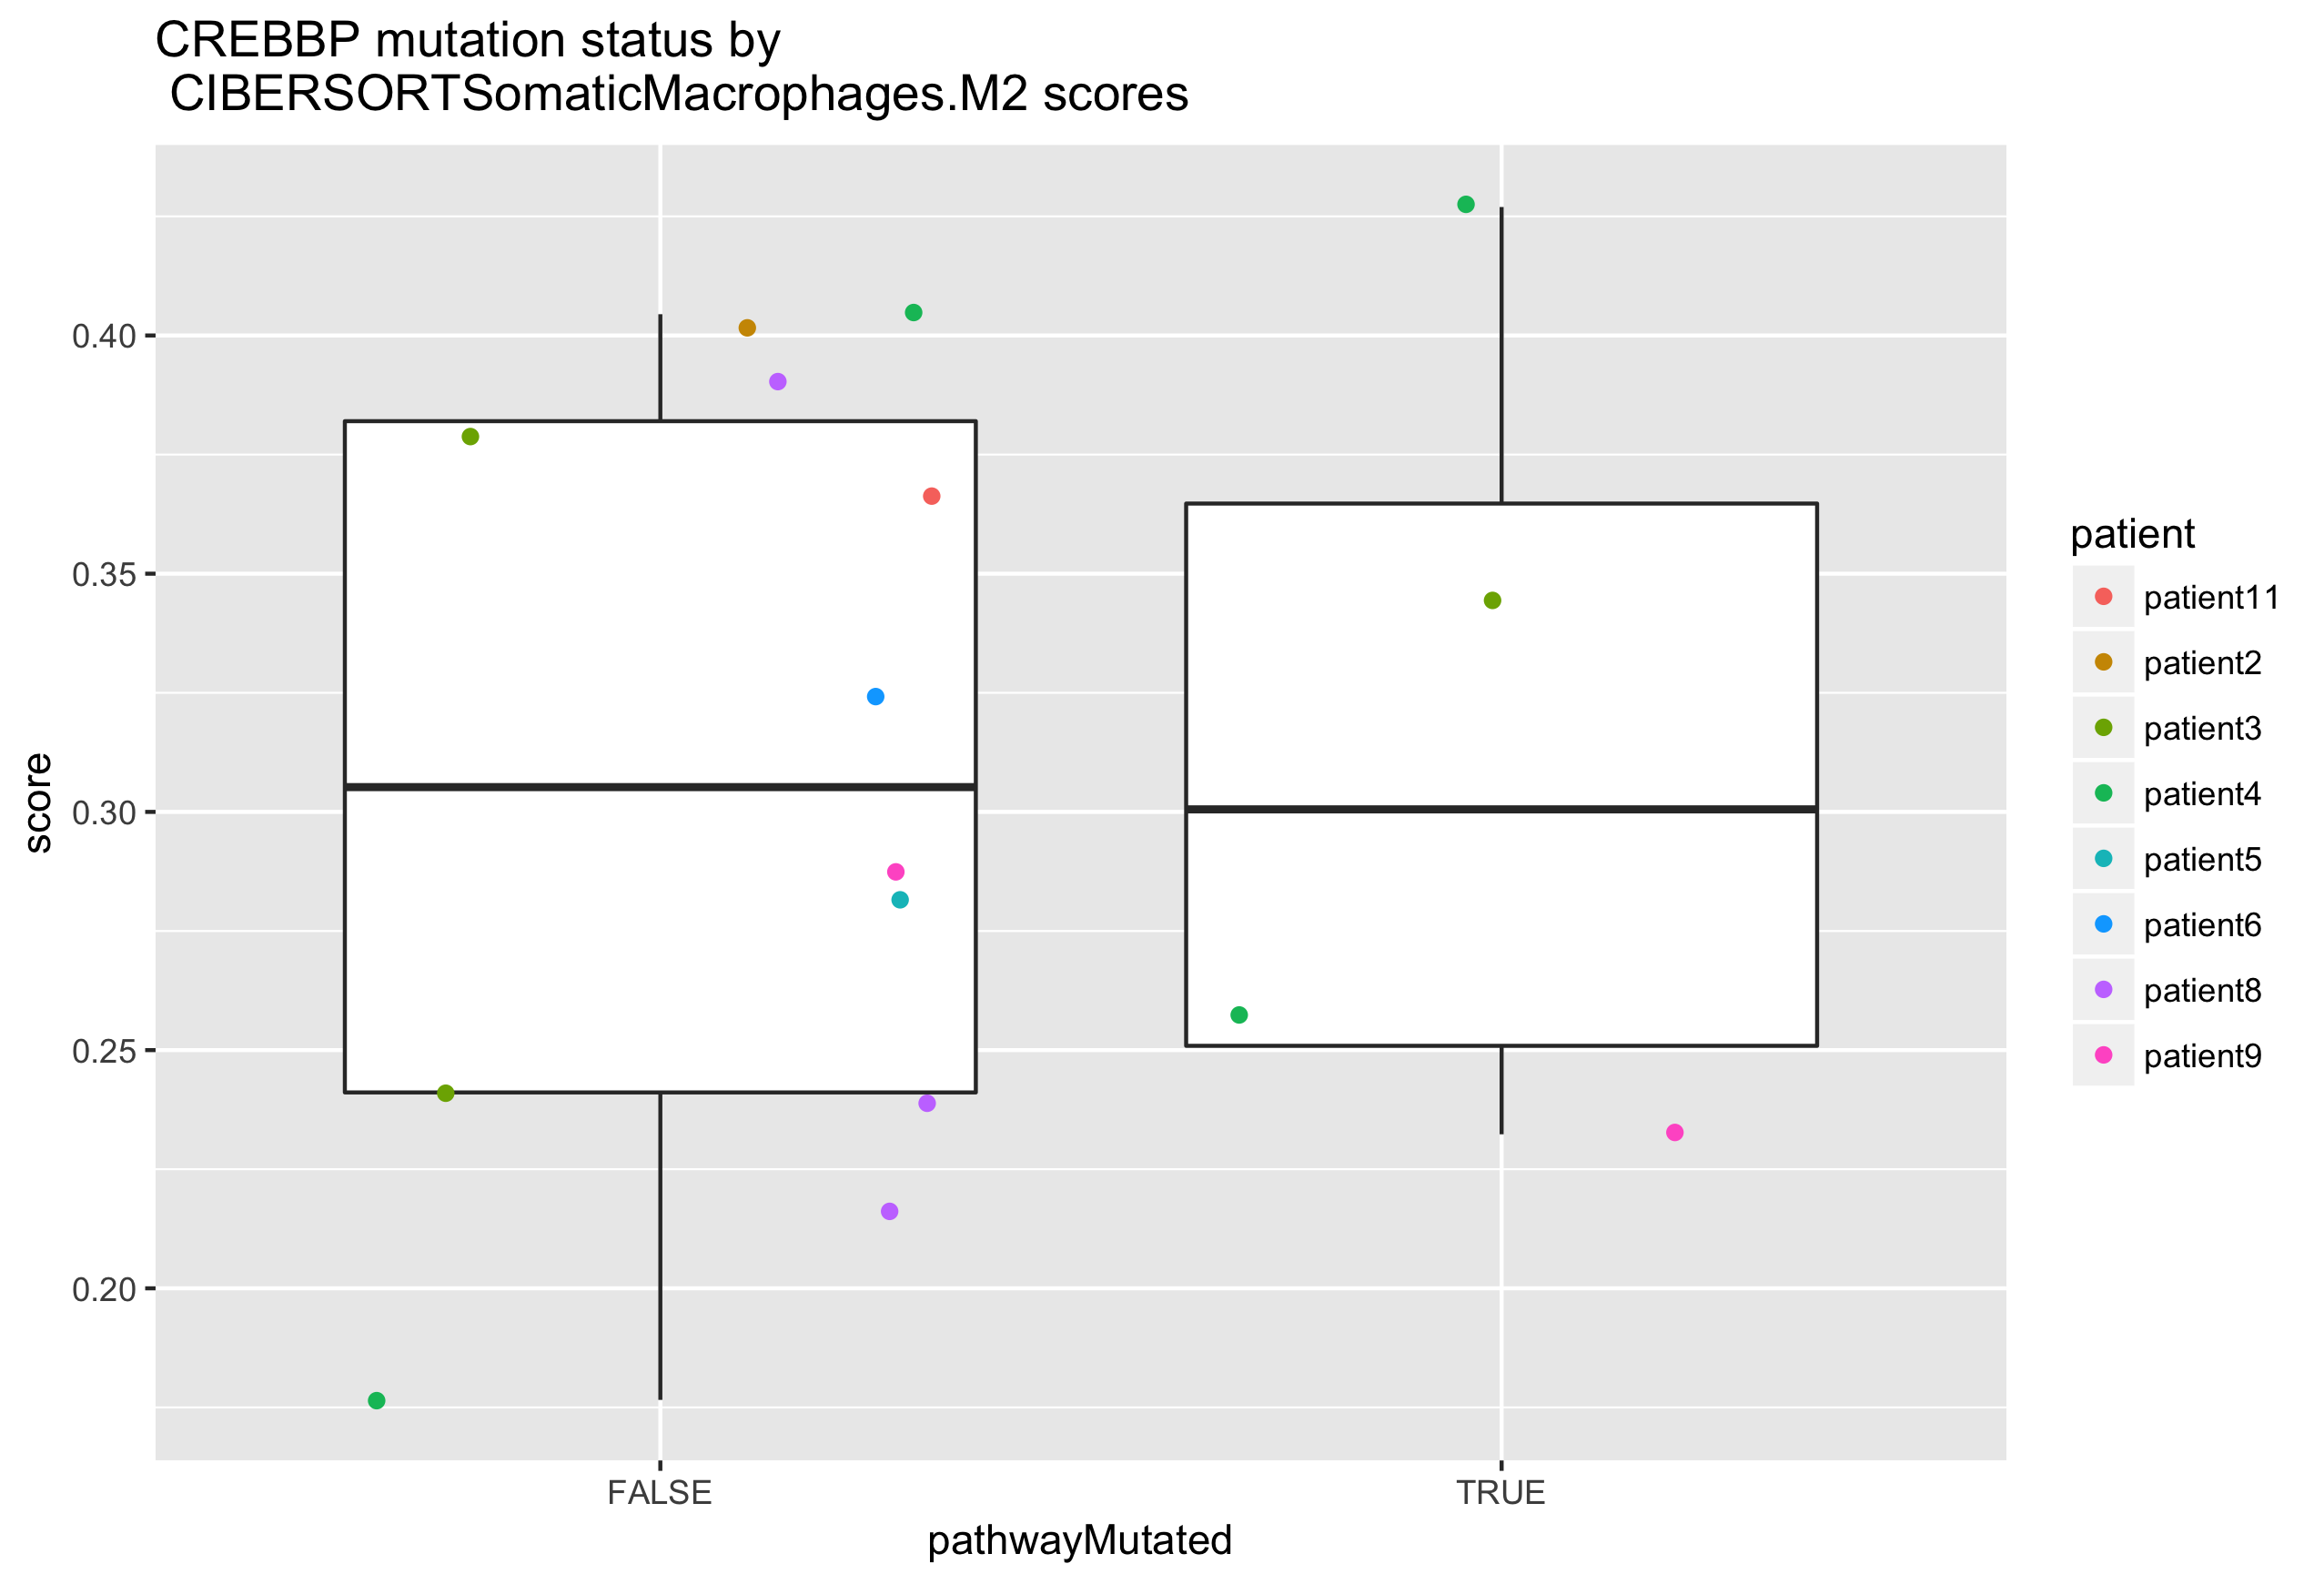 CREBBP mutation status by
CIBERSORTSomaticMacrophages.M2 scores
score
0.40
0.35
0.30
0.25
0.20
FALSE
TRUE
pathwayMutated
patient
patient11
patient2
patient3
patient4
patient5
patient6
patient8
patient9